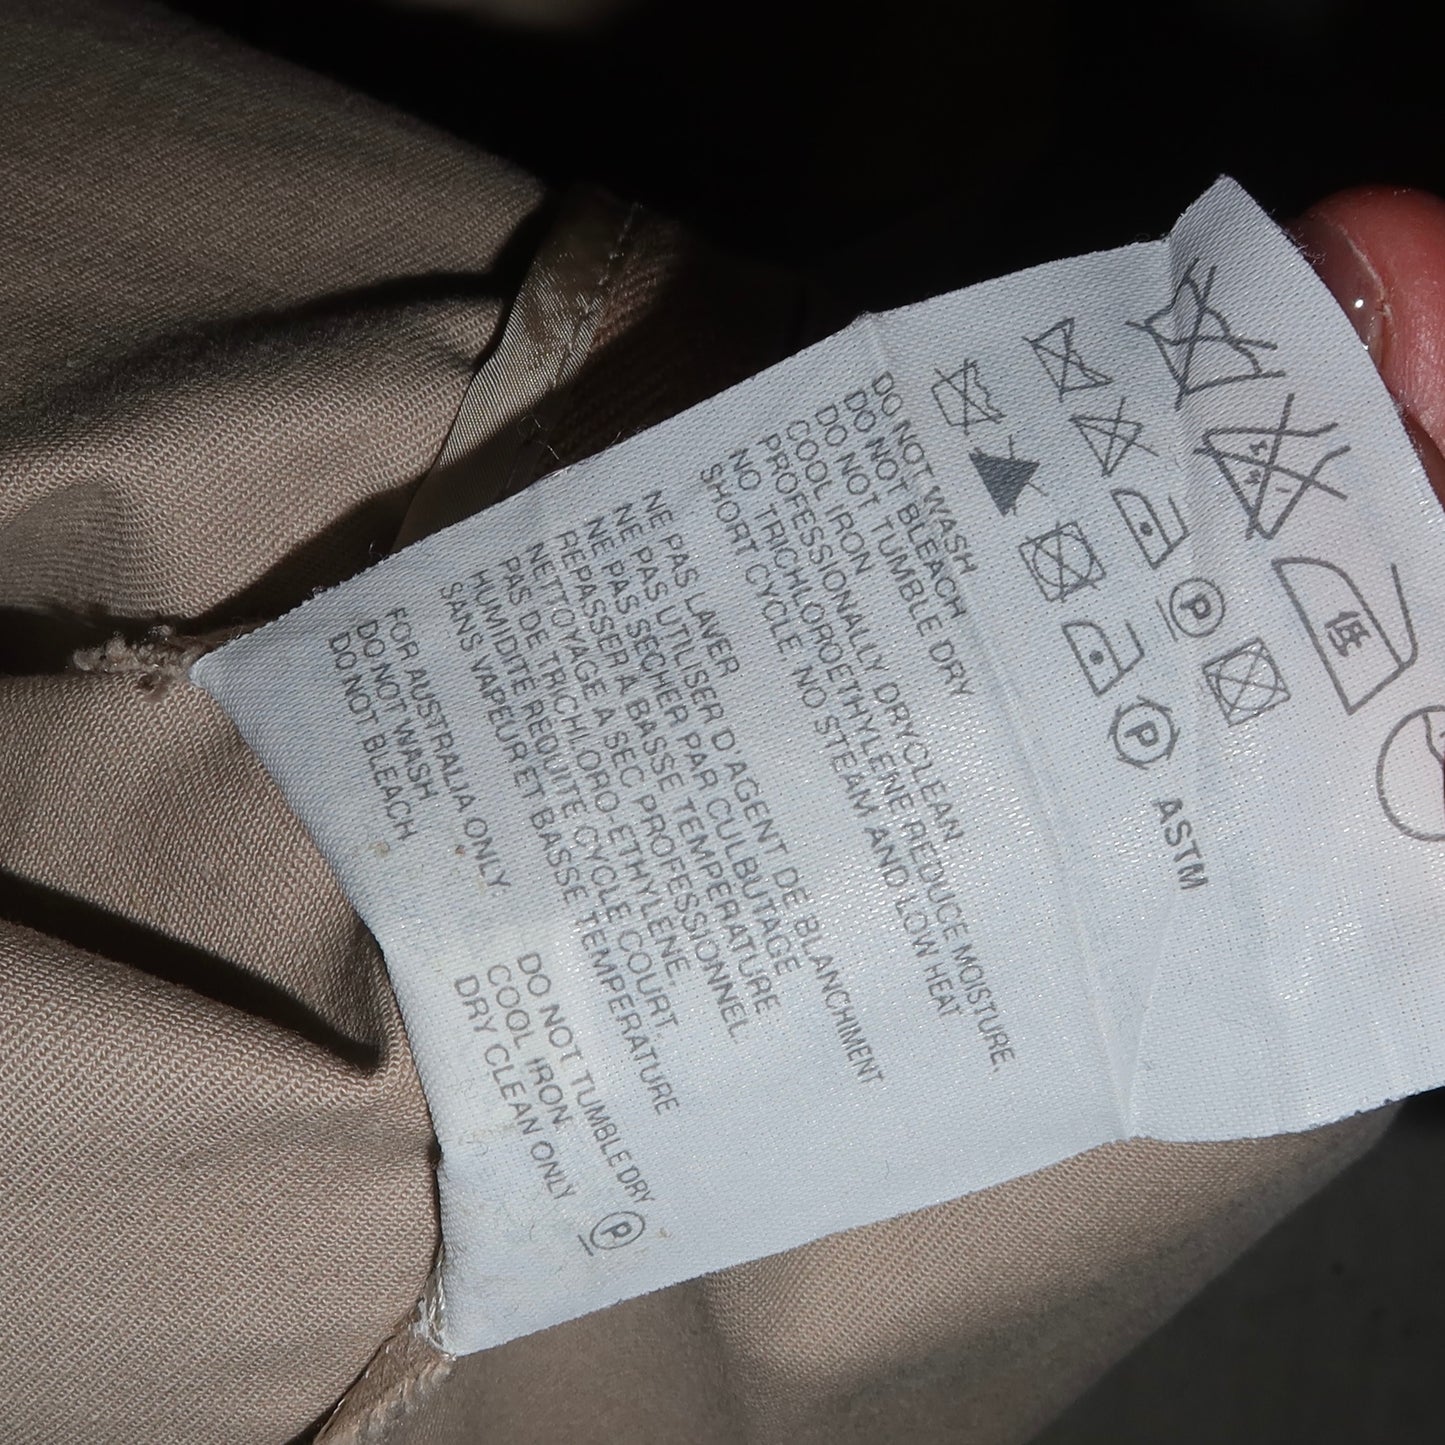 低
P
P
ASTM
DO NOT WASH
DO NOT BLEACH
DO NOT TUMBLE DRY
COOL IRON
PROFESSIONALLY DRYCLEAN
NO TRICHLOROETHYLENE REDUCE MOISTURE.
SHORT CYCLE. NO STEAM AND LOW HEAT
NE PAS LAVER
NE PAS UTILISER D'AGENT DE BLANCHIMENT
NE PAS SECHER PAR CULBUTAGE
REPASSER A BASSE TEMPERATURE
NETTOYAGE A SEC PROFESSIONNEL
PAS DE TRICHLORO-ETHYLENE,
HUMIDITE REDUITE CYCLE COURT.
SANS VAPEUR ET BASSE TEMPERATURE
FOR AUSTRALIA ONLY
DO NOT WASH
DO NOT BLEACH
DO NOT TUMBLE DRY
COOL IRON.
DRY CLEAN ONLY
P